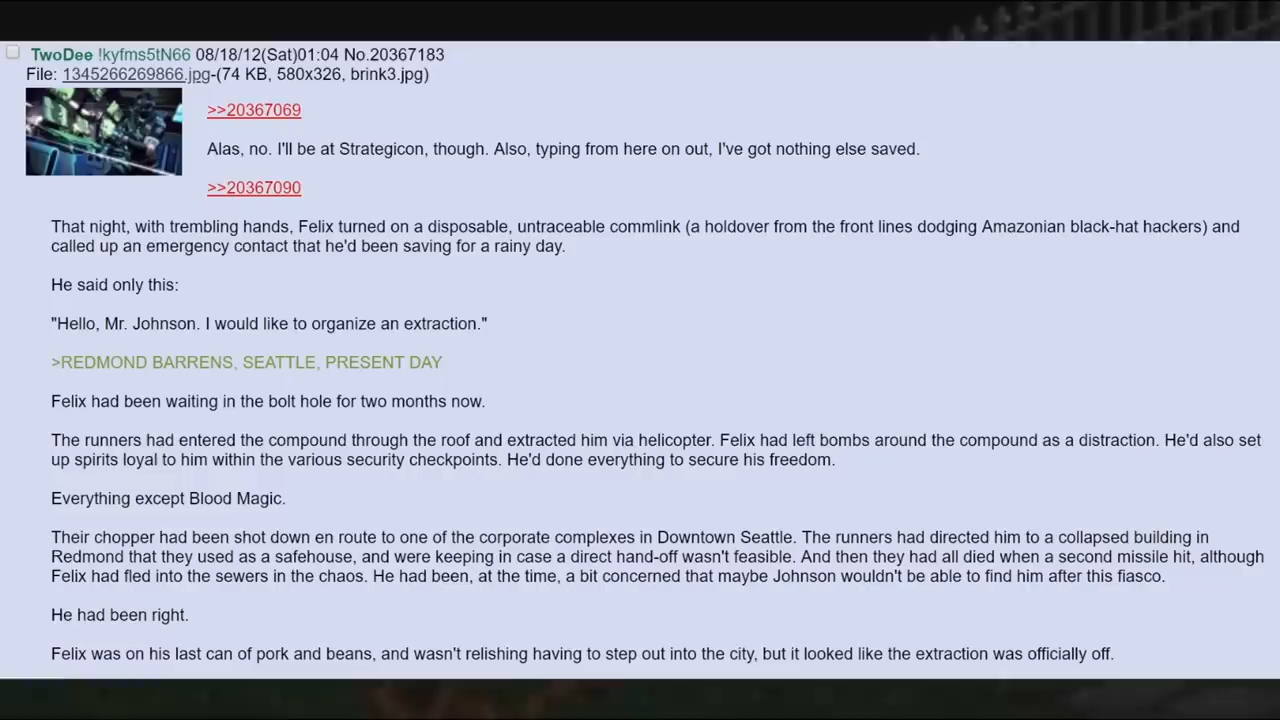 TwoDee !kyfms5tN66 08/18/12(Sat)01:04 No.20367183
File: 1345266269866.jpg-(74 KB, 580x326, brink3.jpg)
>>20367069
Alas, no. I'll be at Strategicon, though. Also, typing from here on out, I've got nothing else saved.
>>20367090
That night, with trembling hands, Felix turned on a disposable, untraceable commlink (a holdover from the front lines dodging Amazonian black-hat hackers) and
called up an emergency contact that he'd been saving for a rainy day.
He said only this:
"Hello, Mr. Johnson. I would like to organize an extraction."
>REDMOND BARRENS, SEATTLE, PRESENT DAY
Felix had been waiting in the bolt hole for two months now.
The runners had entered the compound through the roof and extracted him via helicopter. Felix had left bombs around the compound as a distraction. He'd also set
up spirits loyal to him within the various security checkpoints. He'd done everything to secure his freedom.
Everything except Blood Magic.
Their chopper had been shot down en route to one of the corporate complexes in Downtown Seattle. The runners had directed him to a collapsed building in
Redmond that they used as a safehouse, and were keeping in case a direct hand-off wasn't feasible. And then they had all died when a second missile hit, although
Felix had fled into the sewers in the chaos. He had been, at the time, a bit concerned that maybe Johnson wouldn't be able to find him after this fiasco.
He had been right.
Felix was on his last can of pork and beans, and wasn't relishing having to step out into the city, but it looked like the extraction was officially off.